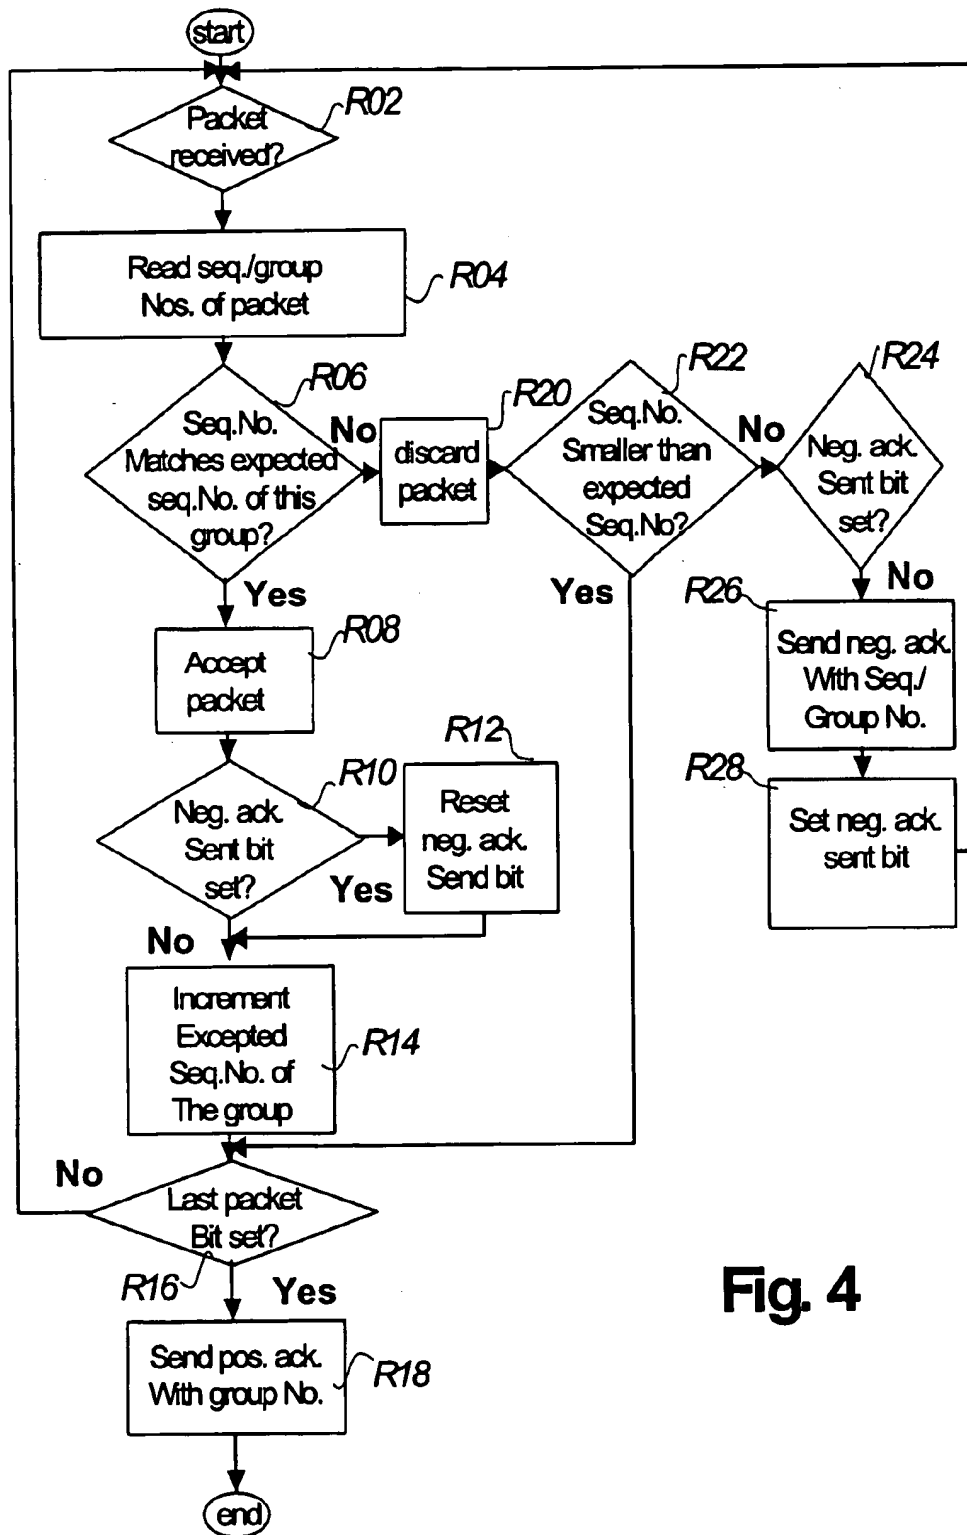 start
Packet
received?
R02
Read seq./group
Nos. of packet
R04
Seq.No.
Matches expected
seq.No. of this
group?
R06
No
Yes
discard
packet
R20
Seq.No.
Smaller than
expected
Seq.No?
R22
No
Yes
Neg. ack.
Sent bit
set?
R24
No
Send neg. ack.
With Seq./
Group No.
R26
Set neg. ack.
sent bit
R28
Accept
packet
R08
Neg. ack.
Sent bit
set?
R10
Yes
No
Reset
neg. ack.
Send bit
R12
Increment
Excepted
Seq.No. of
The group
R14
Last packet
Bit set?
R16
No
Yes
Send pos. ack.
With group No.
R18
end
Fig. 4